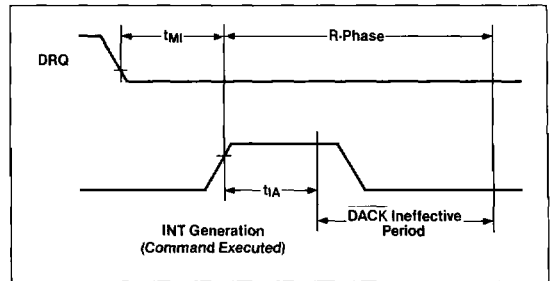 tMI
R-Phase
DRQ
tIA
DACK Ineffective
Period
INT Generation
(Command Executed)